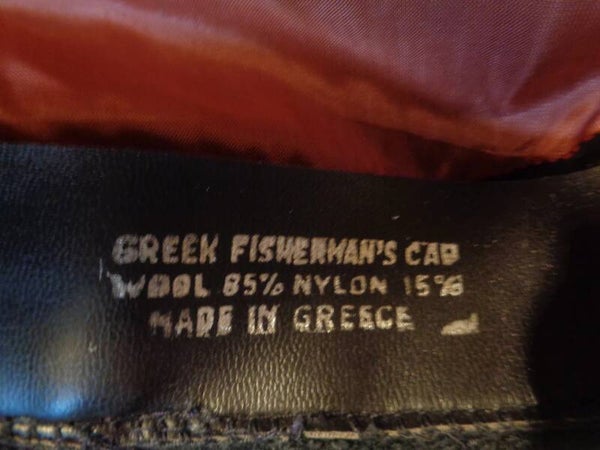 GREEK FISHERMAN'S CAP
WOOL 85% NYLON 15%
MADE IN GREECE